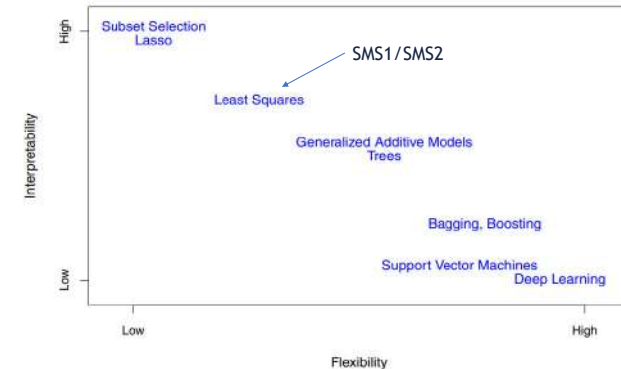 High
Subset Selection
Lasso
SMS1/SMS2
Least Squares
Generalized Additive Models
Trees
Interpretability
Bagging, Boosting
Support Vector Machines
Low
Deep Learning
Low
High
Flexibility